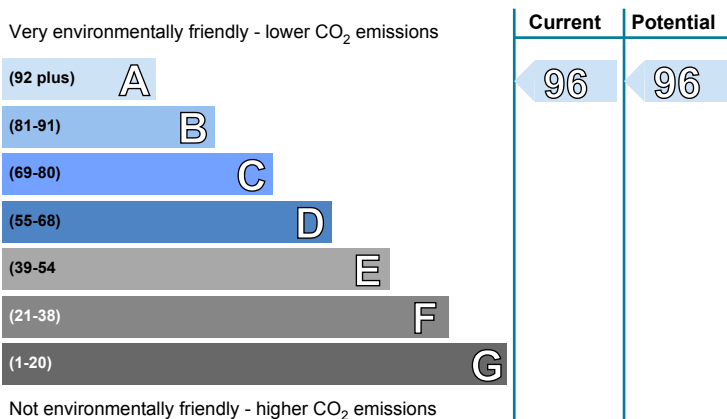 Current Potential
Very environmentally friendly - lower CO2 emissions
(92 plus) A 96 96
(81-91) B
(69-80) C
(55-68) D
(39-54 E
(21-38) F
(1-20) G
Not environmentally friendly - higher CO2 emissions